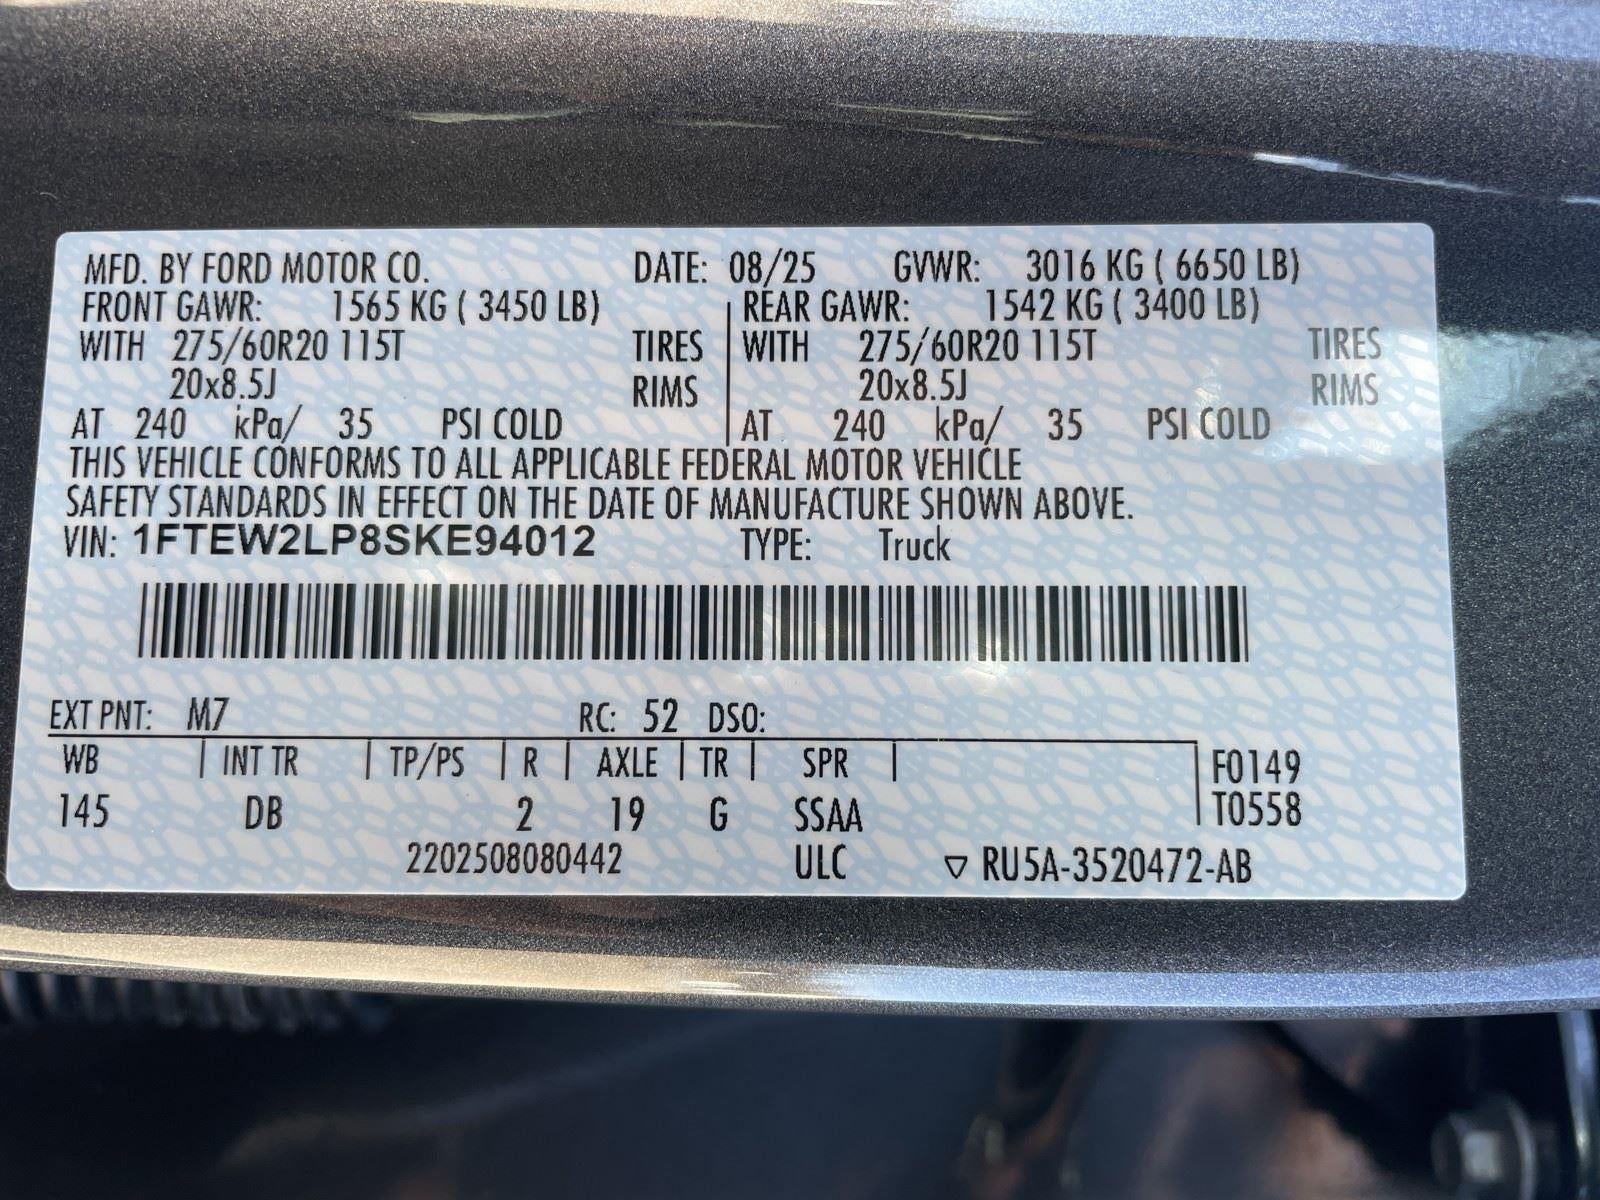 MFD. BY FORD MOTOR CO. DATE: 08/25 GVWR: 3016 KG ( 6650 LB)
FRONT GAWR: 1565 KG ( 3450 LB) REAR GAWR: 1542 KG ( 3400 LB)
WITH 275/60R20 115T TIRES WITH 275/60R20 115T TIRES
20x8.5J RIMS 20x8.5J RIMS
AT 240 kPa/ 35 PSI COLD AT 240 kPa/ 35 PSI COLD
THIS VEHICLE CONFORMS TO ALL APPLICABLE FEDERAL MOTOR VEHICLE
SAFETY STANDARDS IN EFFECT ON THE DATE OF MANUFACTURE SHOWN ABOVE.
VIN: 1FTEW2LP8SKE94012 TYPE: Truck
EXT PNT: M7 RC: 52 DSO:
WB INT TR TP/PS R AXLE TR SPR F0149
145 DB 2 19 G SSAA T0558
2202508080442 ULC ▽ RU5A-3520472-AB